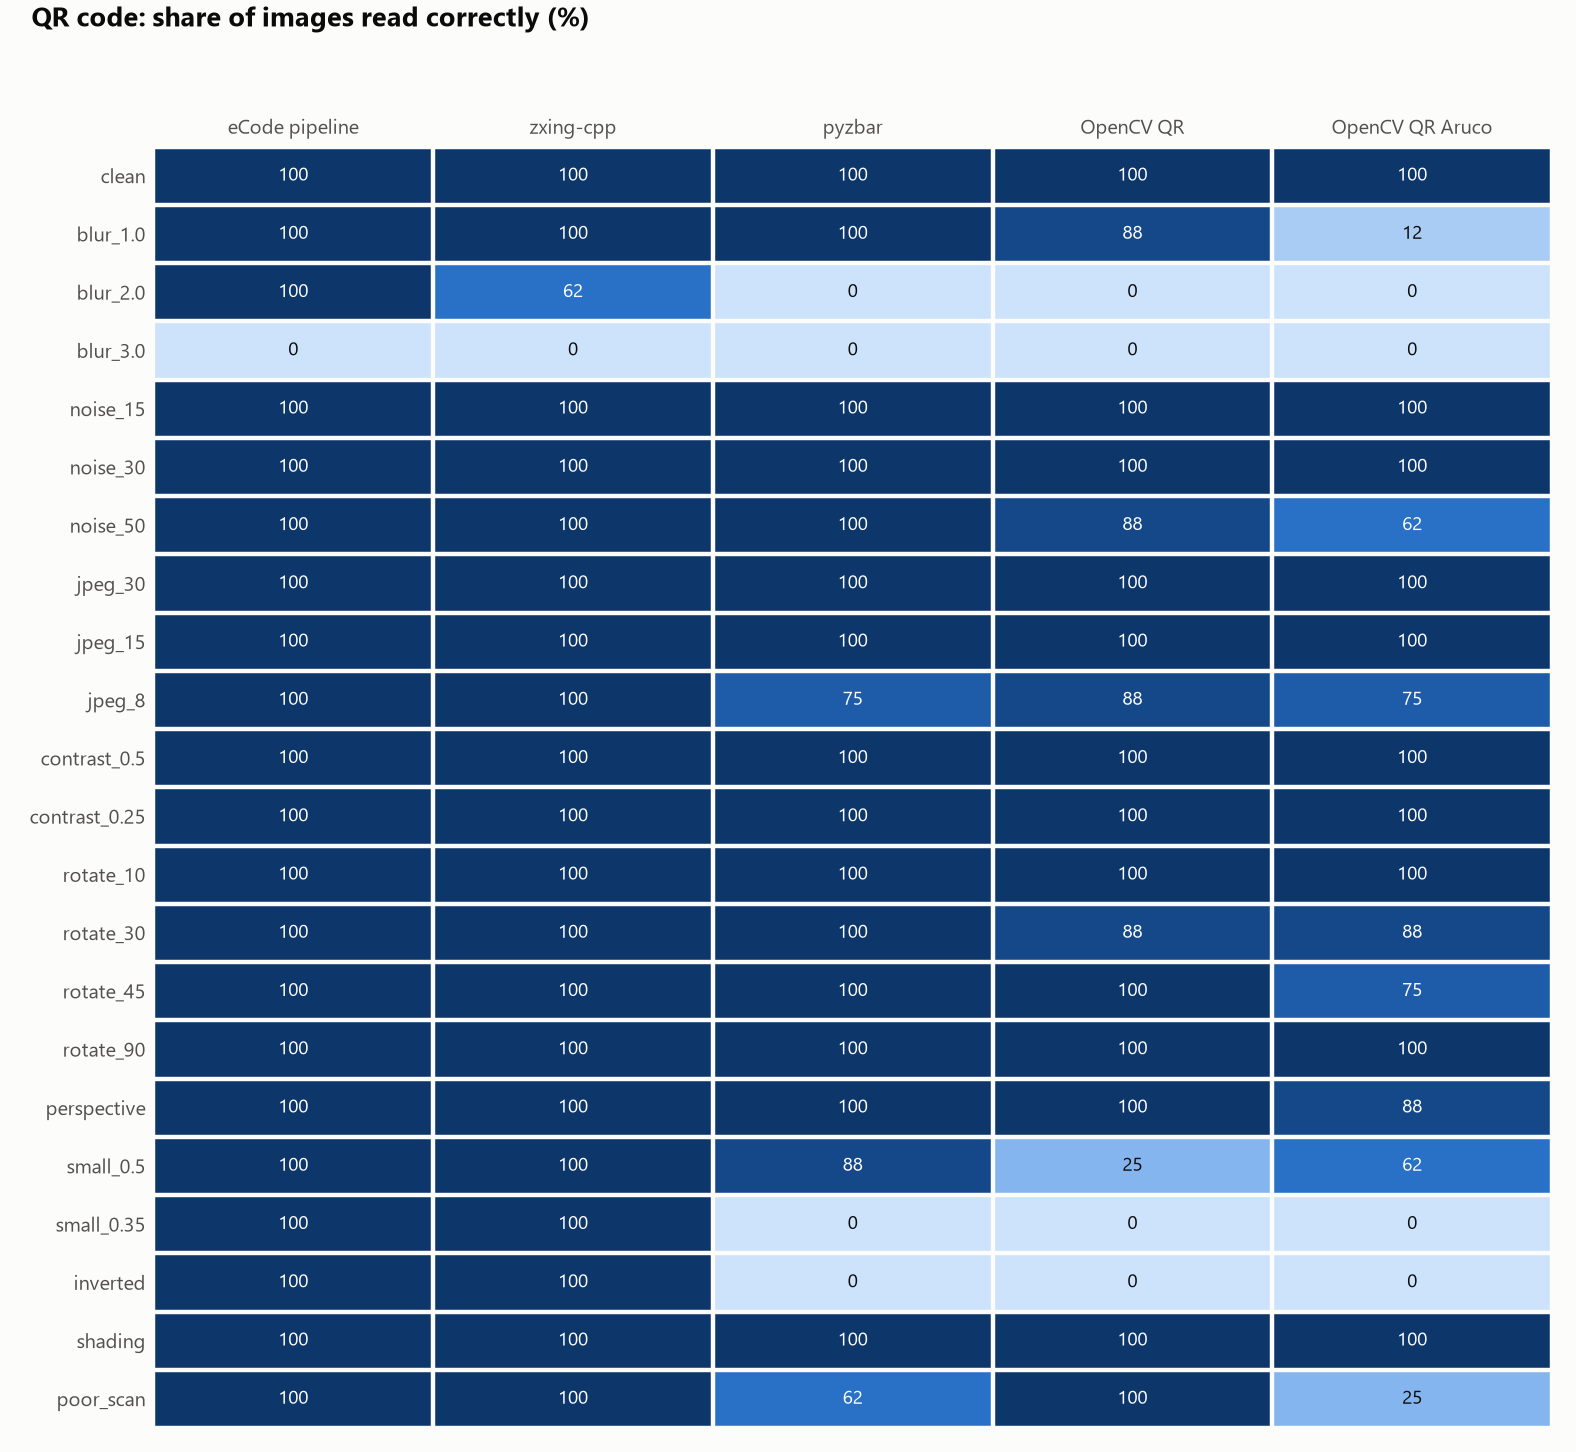 QR code: share of images read correctly (%)
eCode pipeline zxing-cpp pyzbar OpenCV QR OpenCV QR Aruco
clean 100 100 100 100 100
blur_1.0 100 100 100 88 12
blur_2.0 100 62 0 0 0
blur_3.0 0 0 0 0 0
noise_15 100 100 100 100 100
noise_30 100 100 100 100 100
noise_50 100 100 100 88 62
jpeg_30 100 100 100 100 100
jpeg_15 100 100 100 100 100
jpeg_8 100 100 75 88 75
contrast_0.5 100 100 100 100 100
contrast_0.25 100 100 100 100 100
rotate_10 100 100 100 100 100
rotate_30 100 100 100 88 88
rotate_45 100 100 100 100 75
rotate_90 100 100 100 100 100
perspective 100 100 100 100 88
small_0.5 100 100 88 25 62
small_0.35 100 100 0 0 0
inverted 100 100 0 0 0
shading 100 100 100 100 100
poor_scan 100 100 62 100 25